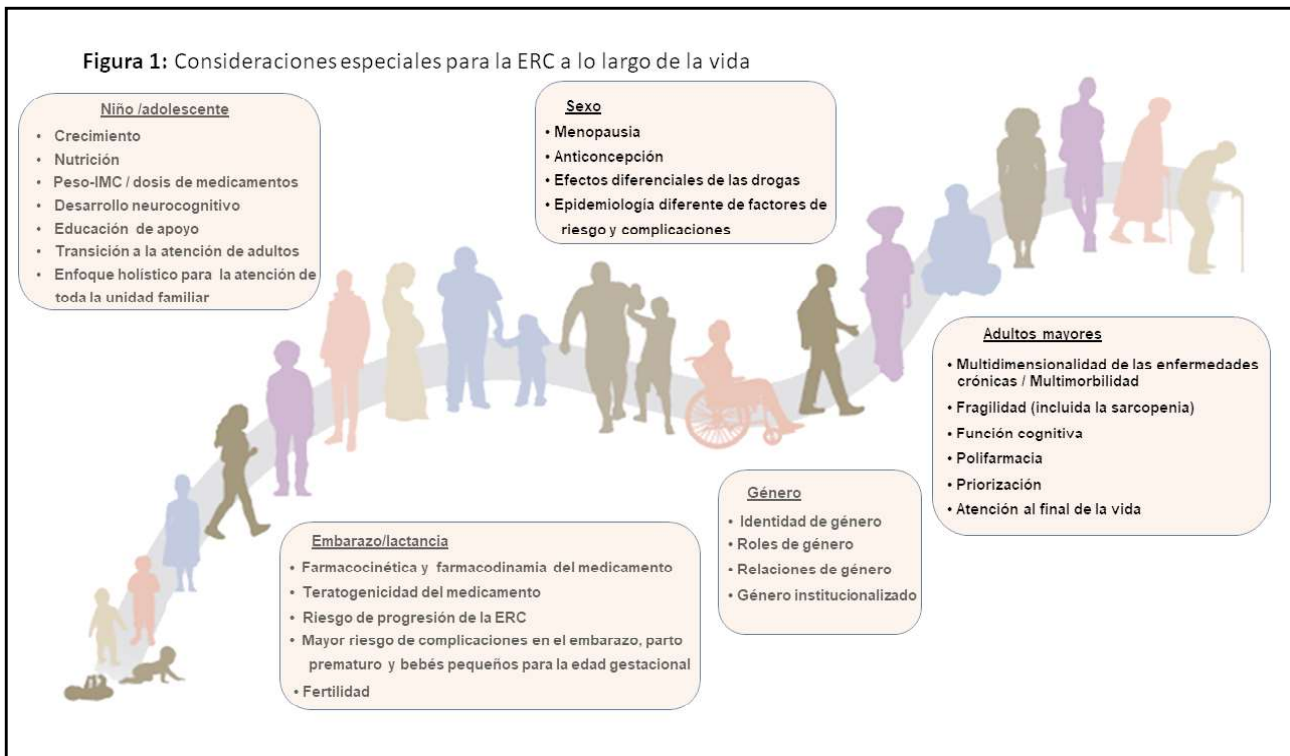 Figura 1: Consideraciones especiales para la ERC a lo largo de la vida
Niño /adolescente
• Crecimiento
• Nutrición
• Peso-IMC / dosis de medicamentos
• Desarrollo neurocognitivo
• Educación de apoyo
• Transición a la atención de adultos
• Enfoque holístico para la atención de
toda la unidad familiar
Sexo
• Menopausia
• Anticoncepción
• Efectos diferenciales de las drogas
• Epidemiología diferente de factores de
riesgo y complicaciones
Embarazo/lactancia
• Farmacocinética y farmacodinamia del medicamento
• Teratogenicidad del medicamento
• Riesgo de progresión de la ERC
• Mayor riesgo de complicaciones en el embarazo, parto
prematuro y bebés pequeños para la edad gestacional
• Fertilidad
Género
• Identidad de género
• Roles de género
• Relaciones de género
• Género institucionalizado
Adultos mayores
• Multidimensionalidad de las enfermedades
crónicas / Multimorbilidad
• Fragilidad (incluida la sarcopenia)
• Función cognitiva
• Polifarmacia
• Priorización
• Atención al final de la vida